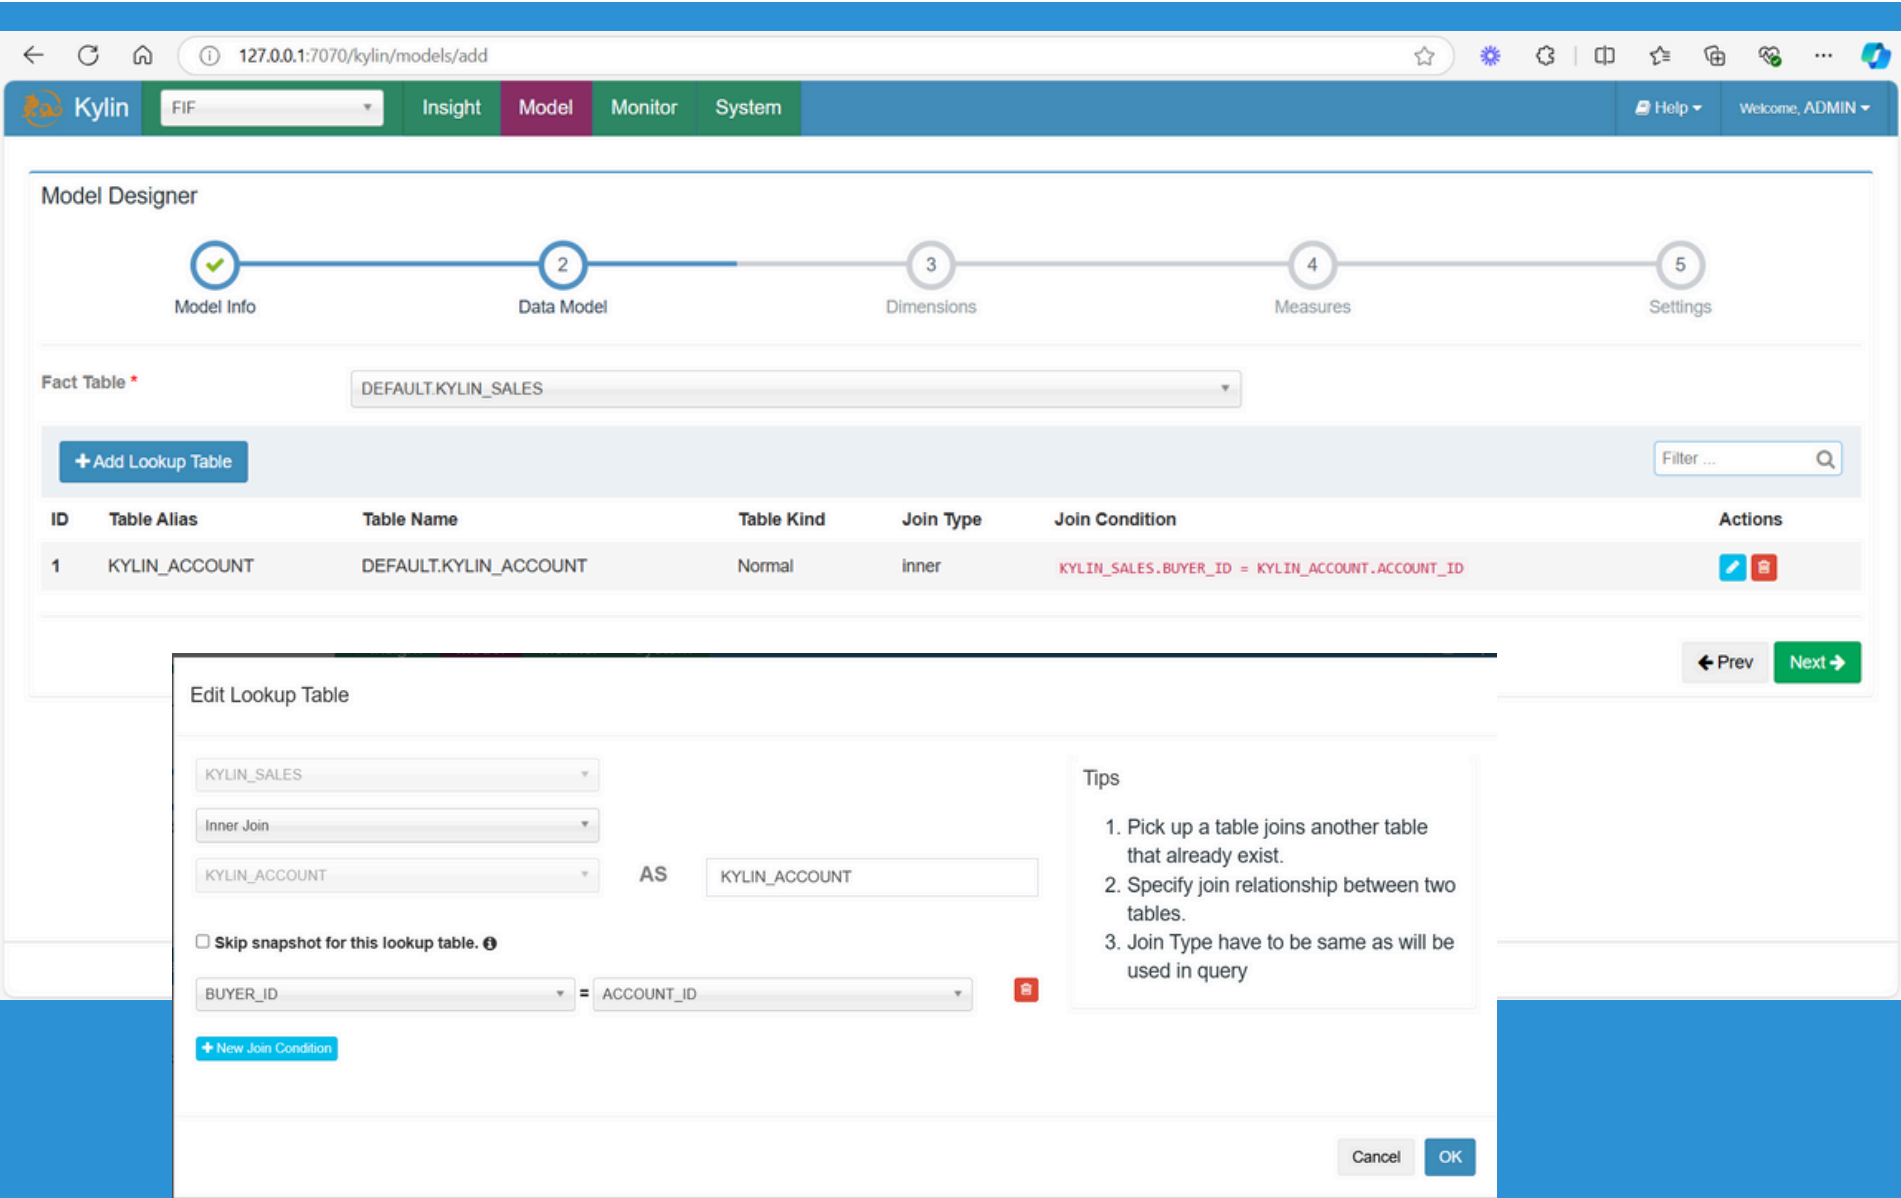 127.0.0.1:7070/kylin/models/add
Kylin FIF Insight Model Monitor System Help Welcome, ADMIN
Model Designer
2 3 4 5
Model Info Data Model Dimensions Measures Settings
Fact Table * DEFAULT.KYLIN_SALES
+ Add Lookup Table Filter ...
ID Table Alias Table Name Table Kind Join Type Join Condition Actions
1 KYLIN_ACCOUNT DEFAULT.KYLIN_ACCOUNT Normal inner KYLIN_SALES.BUYER_ID = KYLIN_ACCOUNT.ACCOUNT_ID
Prev Next
Edit Lookup Table
KYLIN_SALES
Inner Join
KYLIN_ACCOUNT AS KYLIN_ACCOUNT
Skip snapshot for this lookup table.
BUYER_ID = ACCOUNT_ID
+ New Join Condition
Tips
1. Pick up a table joins another table
that already exist.
2. Specify join relationship between two
tables.
3. Join Type have to be same as will be
used in query
Cancel OK